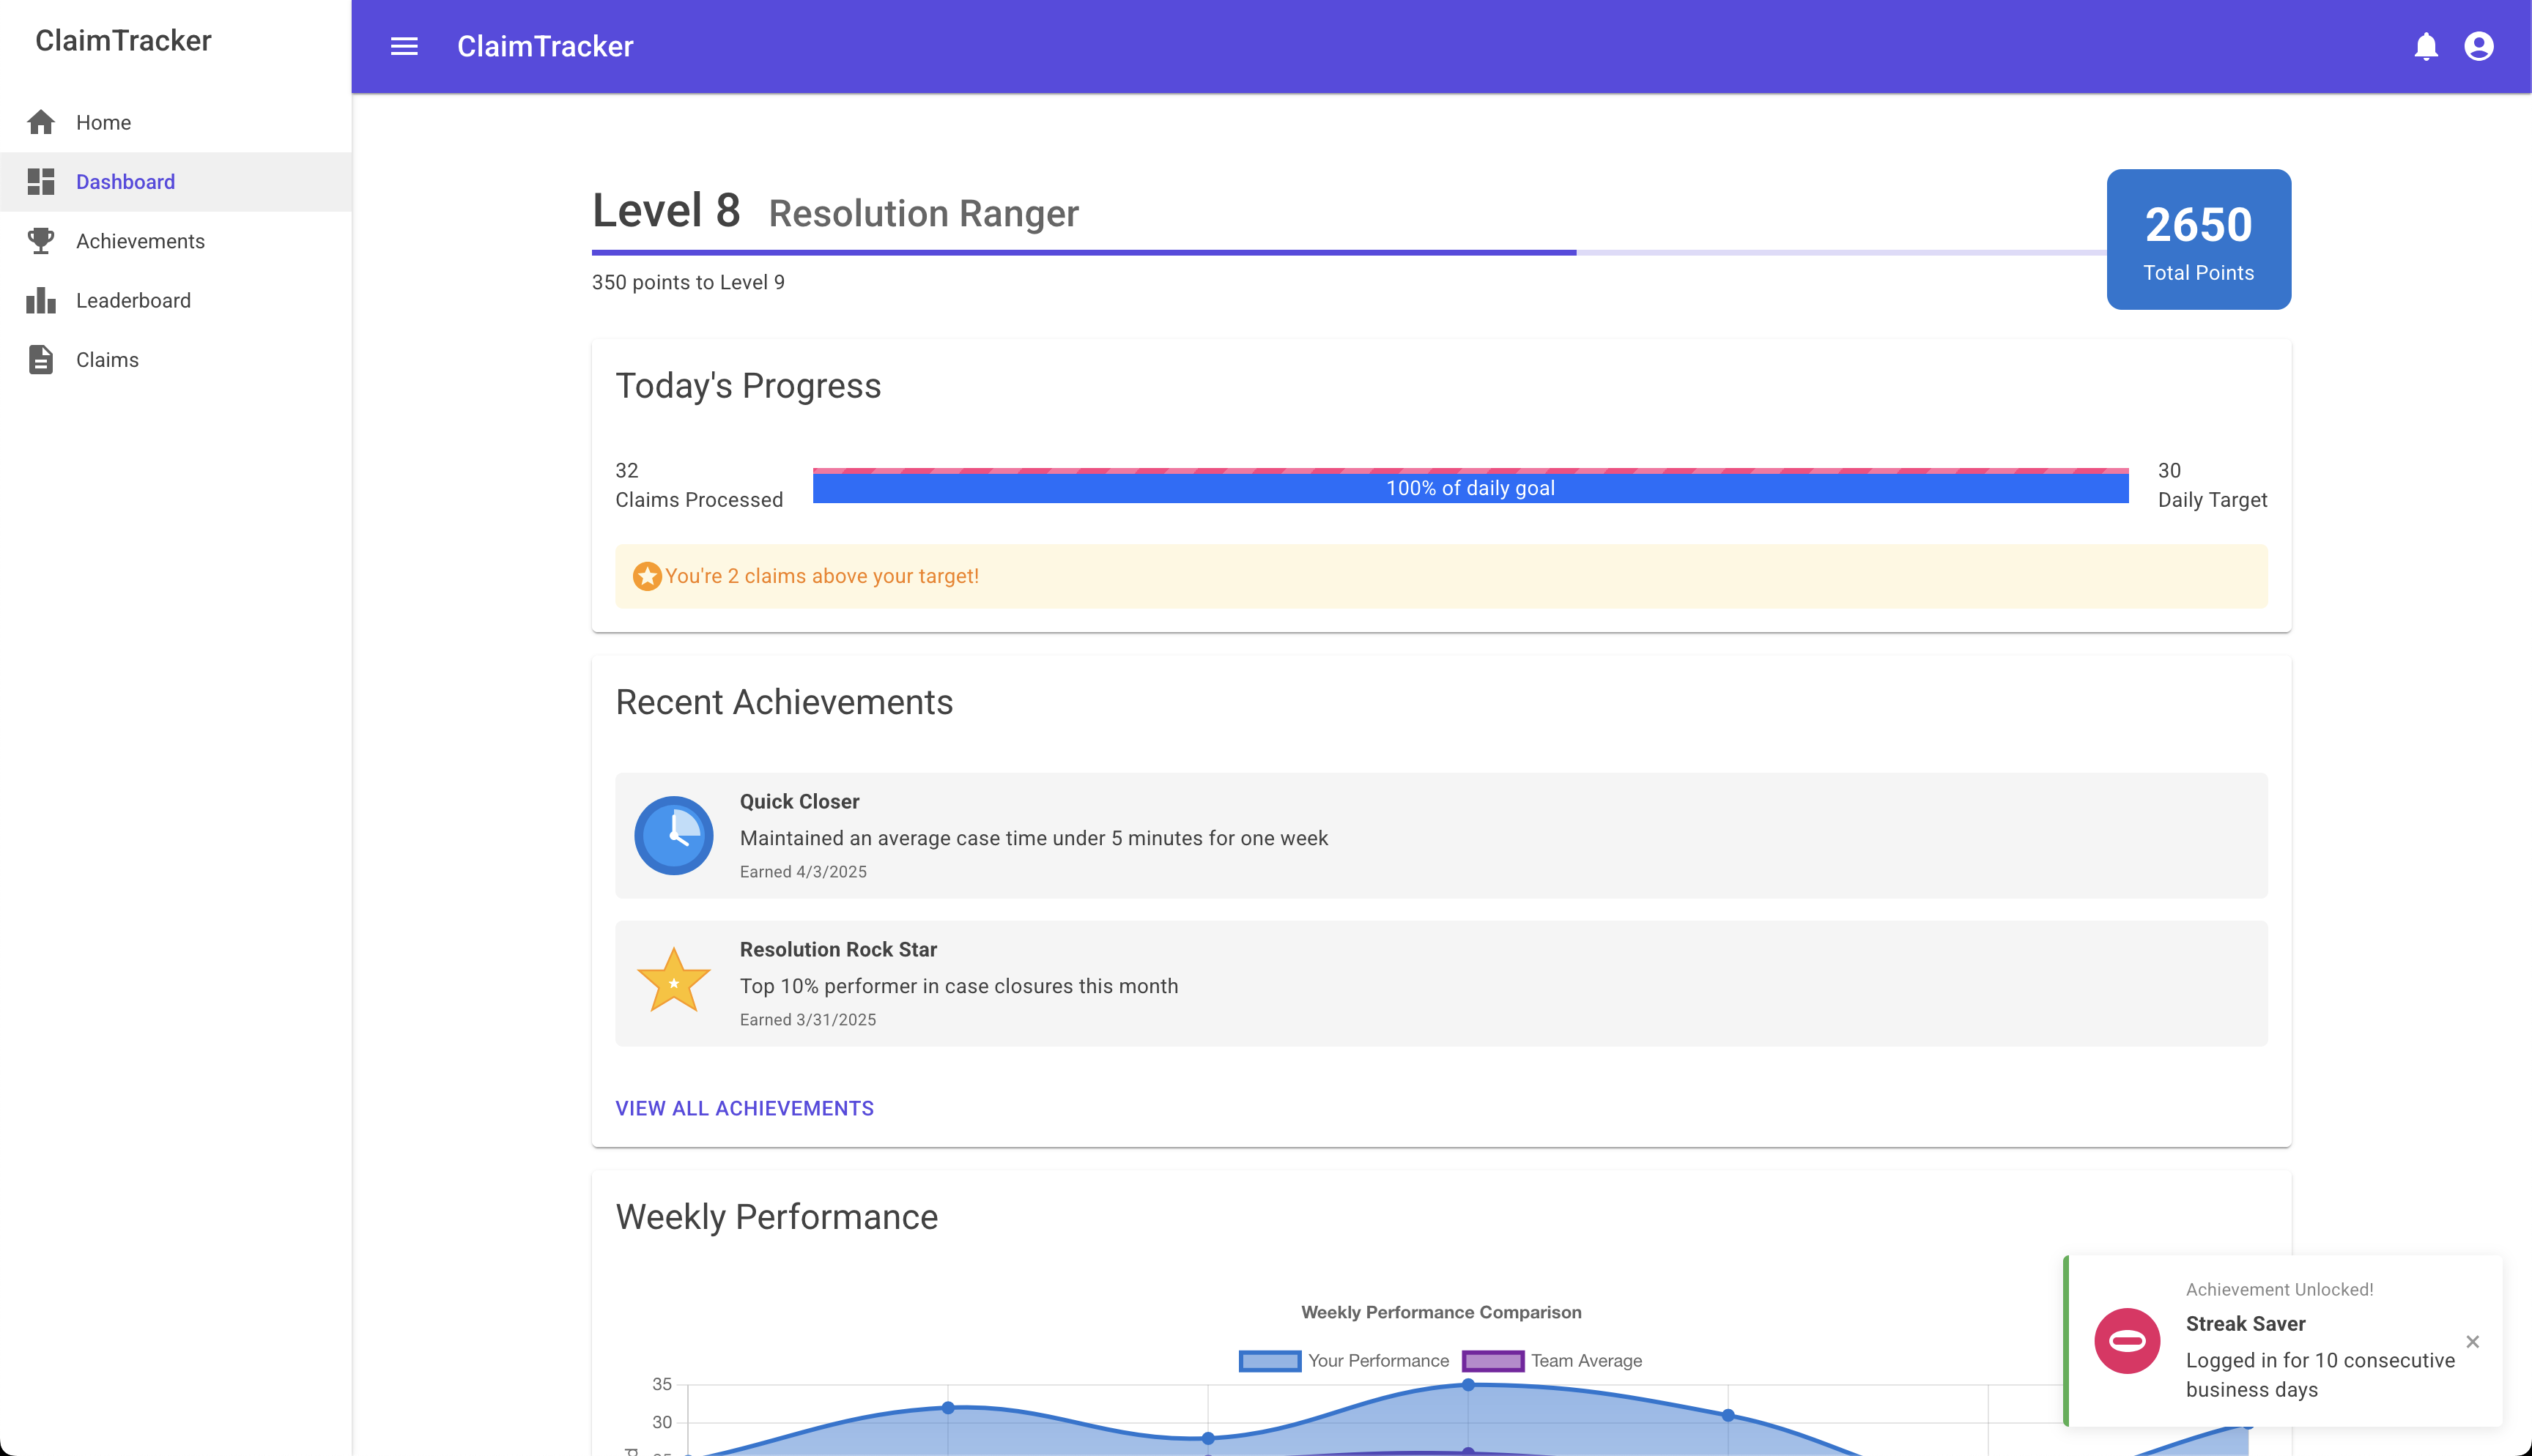 ClaimTracker
Home
Dashboard
Achievements
Leaderboard
Claims
ClaimTracker
Level 8 Resolution Ranger
350 points to Level 9
2650
Total Points
Today's Progress
32
Claims Processed
100% of daily goal
30
Daily Target
You're 2 claims above your target!
Recent Achievements
Quick Closer
Maintained an average case time under 5 minutes for one week
Earned 4/3/2025
Resolution Rock Star
Top 10% performer in case closures this month
Earned 3/31/2025
VIEW ALL ACHIEVEMENTS
Weekly Performance
Weekly Performance Comparison
Your Performance Team Average
35
30
Achievement Unlocked!
Streak Saver
Logged in for 10 consecutive
business days